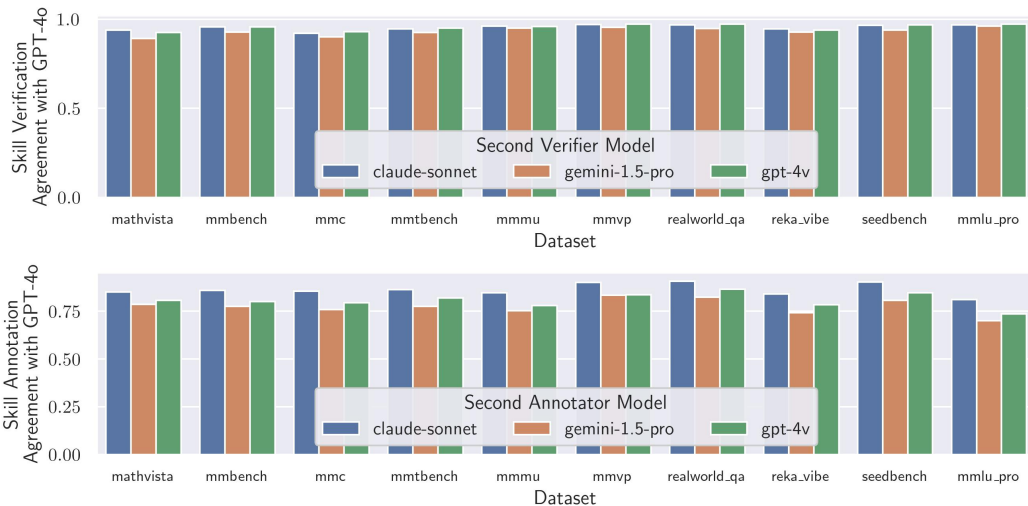 Skill Verification
Agreement with GPT-4o
1.0
0.5
0.0
Second Verifier Model
claude-sonnet gemini-1.5-pro gpt-4v
mathvista mmbench mmc mmtbench mmmu mmvp realworld_qa reka_vibe seedbench mmlu_pro
Dataset
Skill Annotation
Agreement with GPT-4o
0.75
0.50
0.25
0.00
Second Annotator Model
claude-sonnet gemini-1.5-pro gpt-4v
mathvista mmbench mmc mmtbench mmmu mmvp realworld_qa reka_vibe seedbench mmlu_pro
Dataset